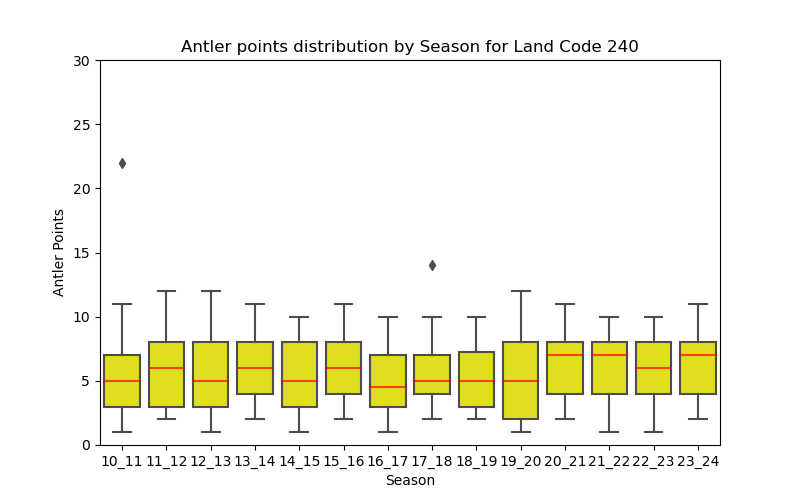 Antler points distribution by Season for Land Code 240
30
25
20
15
10
5
0
Antler Points
10_11 11_12 12_13 13_14 14_15 15_16 16_17 17_18 18_19 19_20 20_21 21_22 22_23 23_24
Season